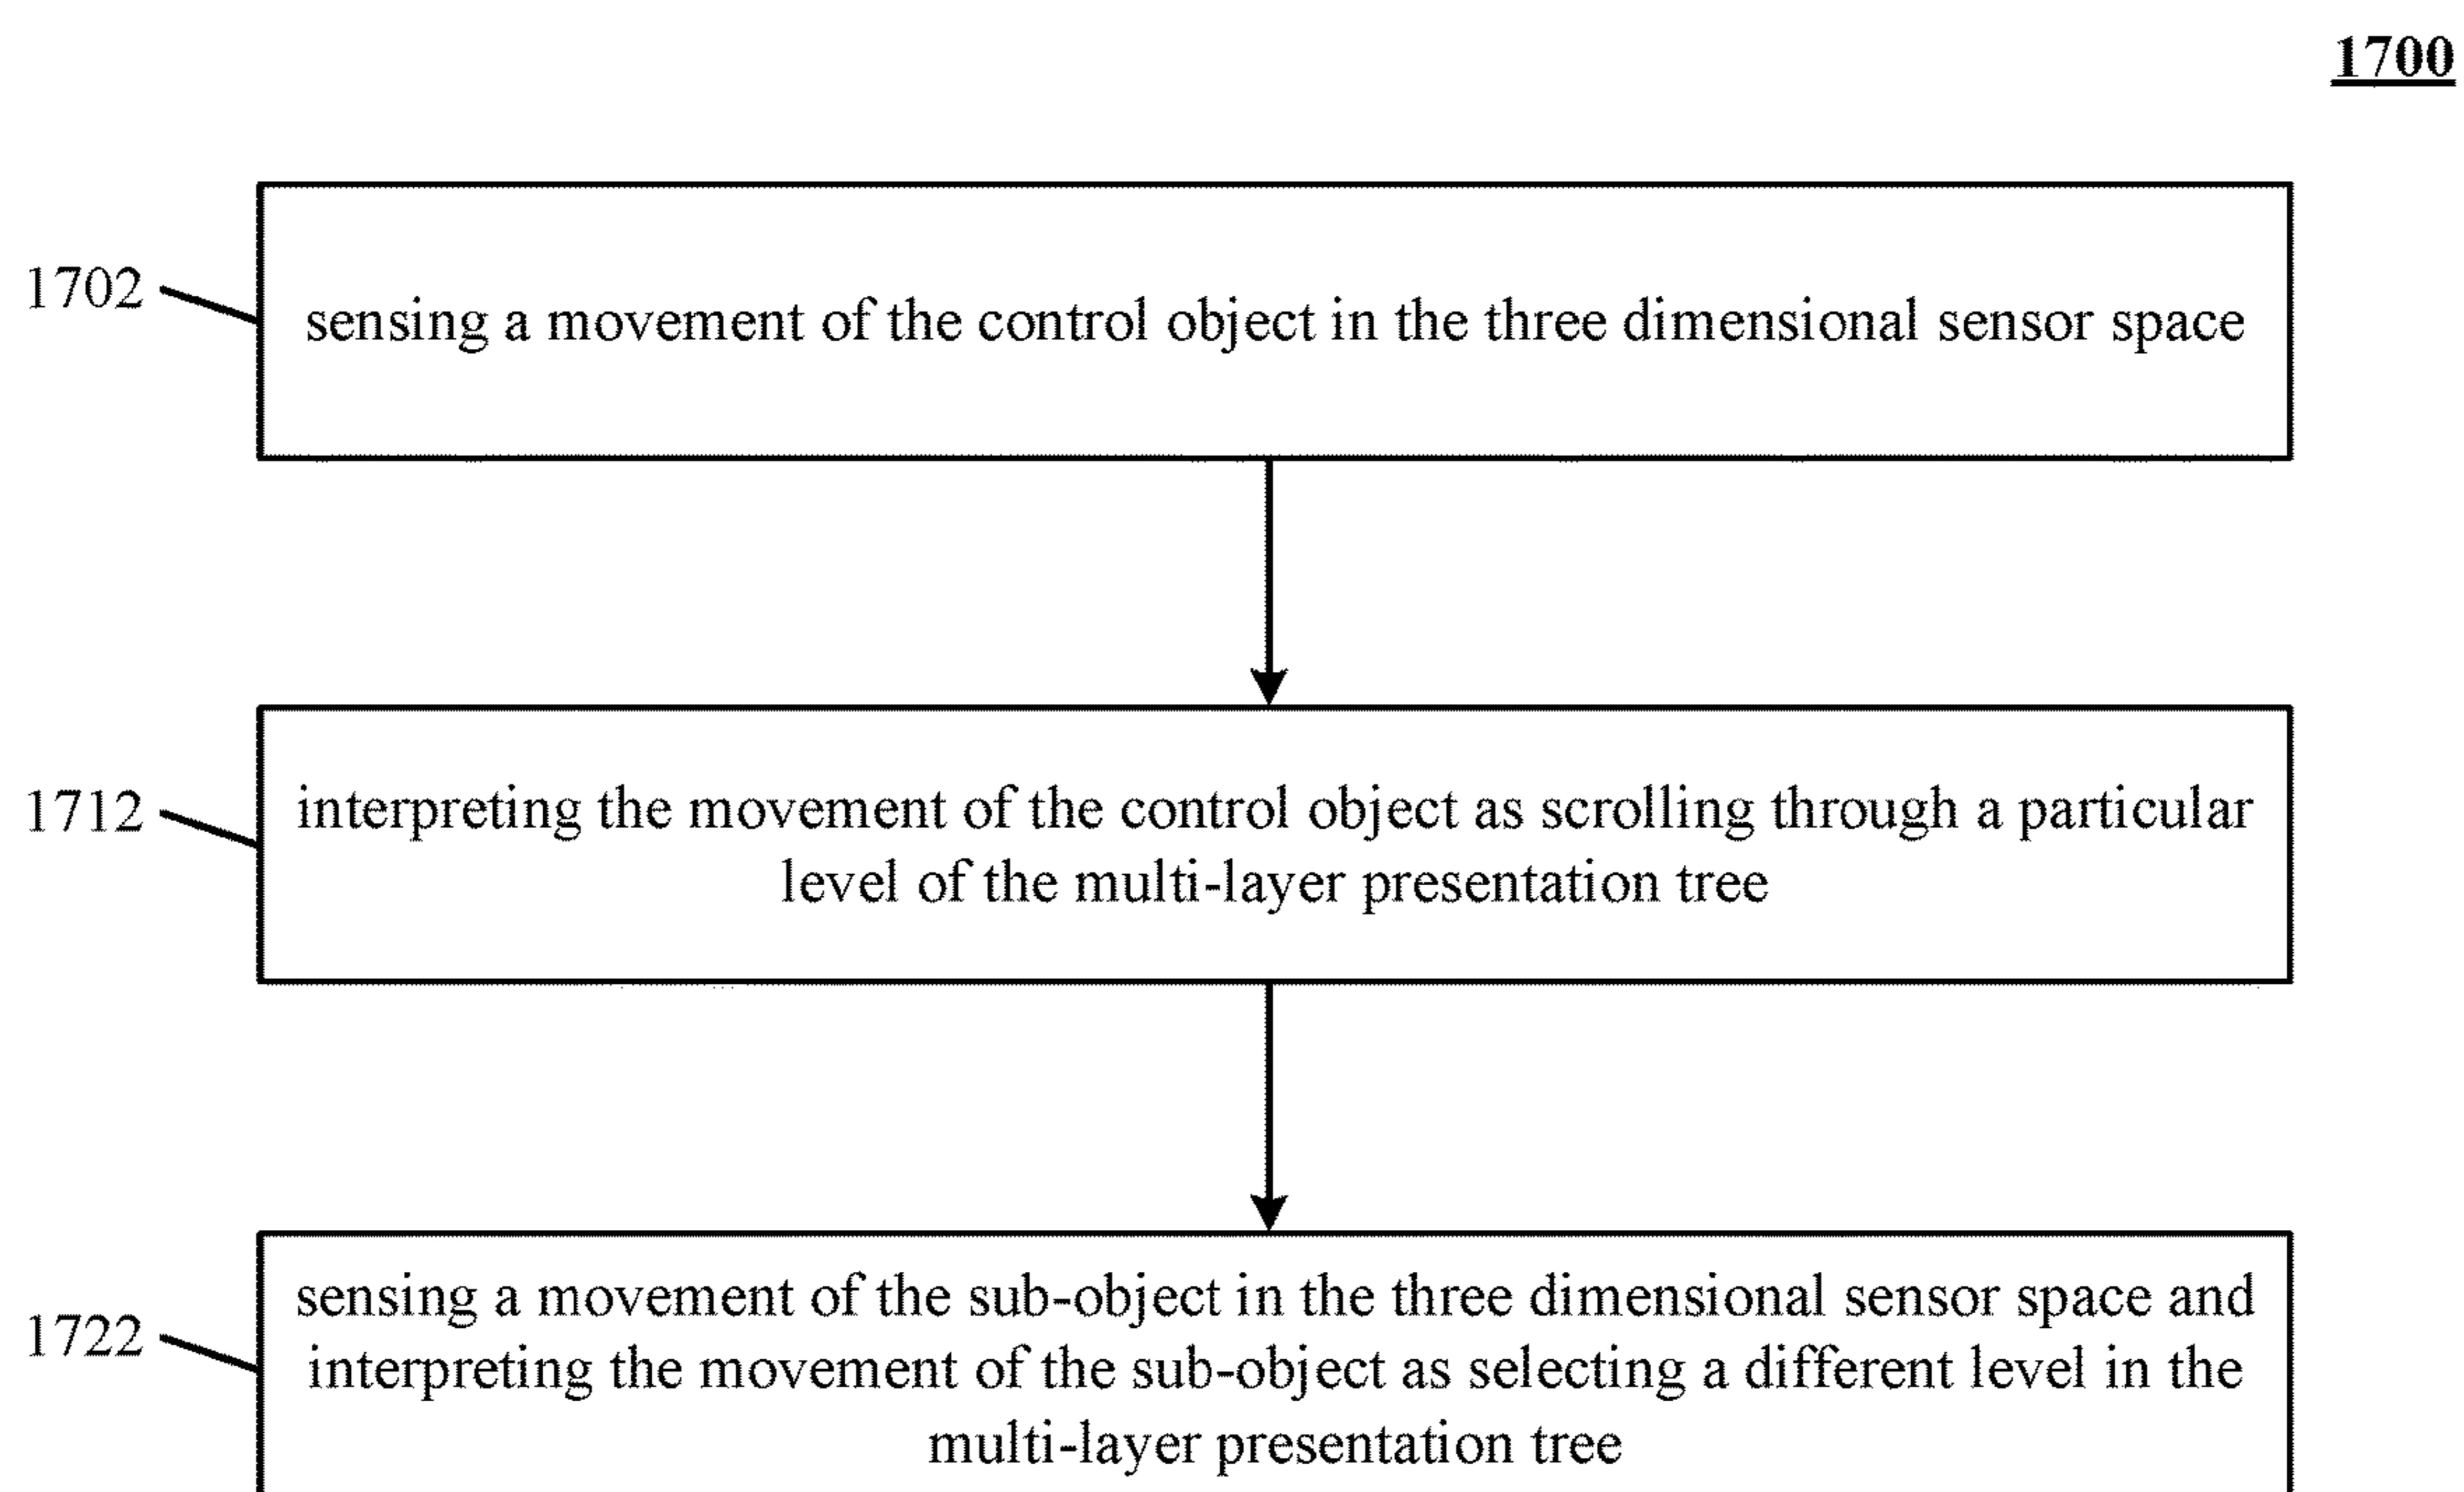 1700
1702
sensing a movement of the control object in the three dimensional sensor space
1712
interpreting the movement of the control object as scrolling through a particular
level of the multi-layer presentation tree
1722
sensing a movement of the sub-object in the three dimensional sensor space and
interpreting the movement of the sub-object as selecting a different level in the
multi-layer presentation tree